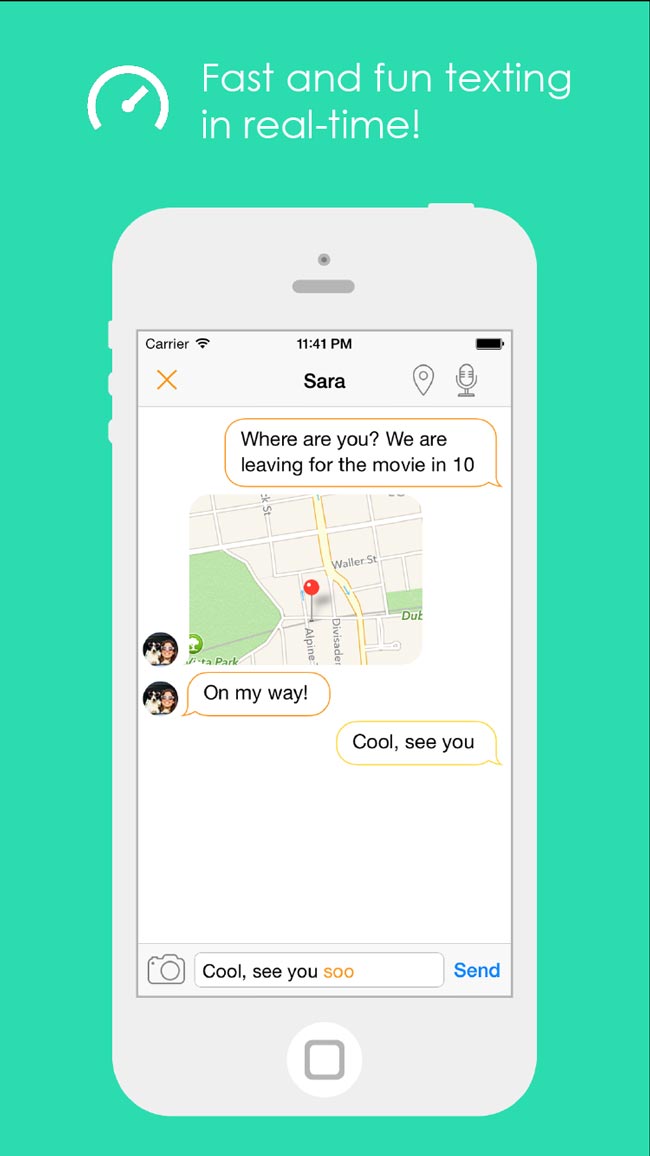 Fast and fun texting
in real-time!
Carrier
11:41 PM
Sara
Where are you? We are
leaving for the movie in 10
Waller St
Alpine
Divisader
Dub
Vista Park
On my way!
Cool, see you
Cool, see you soo
Send